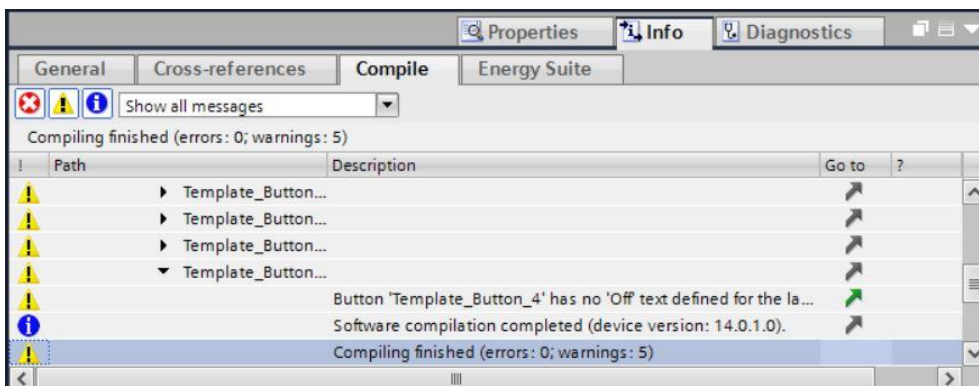 Properties Info Diagnostics
General Cross-references Compile Energy Suite
Show all messages
Compiling finished (errors: 0; warnings: 5)
! Path Description Go to ?
Template_Button...
Template_Button...
Template_Button...
Template_Button...
Button 'Template_Button_4' has no 'Off' text defined for the la...
Software compilation completed (device version: 14.0.1.0).
Compiling finished (errors: 0; warnings: 5)